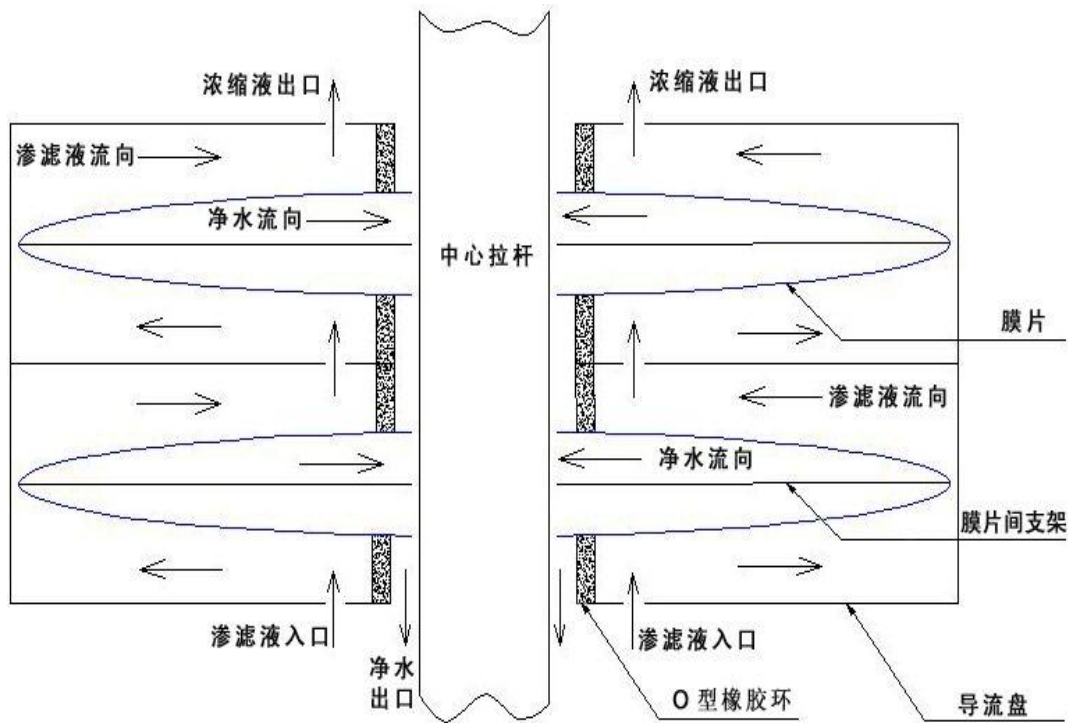 浓缩液出口
浓缩液出口
渗滤液流向
净水流向
中心拉杆
膜片
渗滤液流向
净水流向
膜片间支架
渗滤液入口
渗滤液入口
净水
出口
O型橡胶环
导流盘